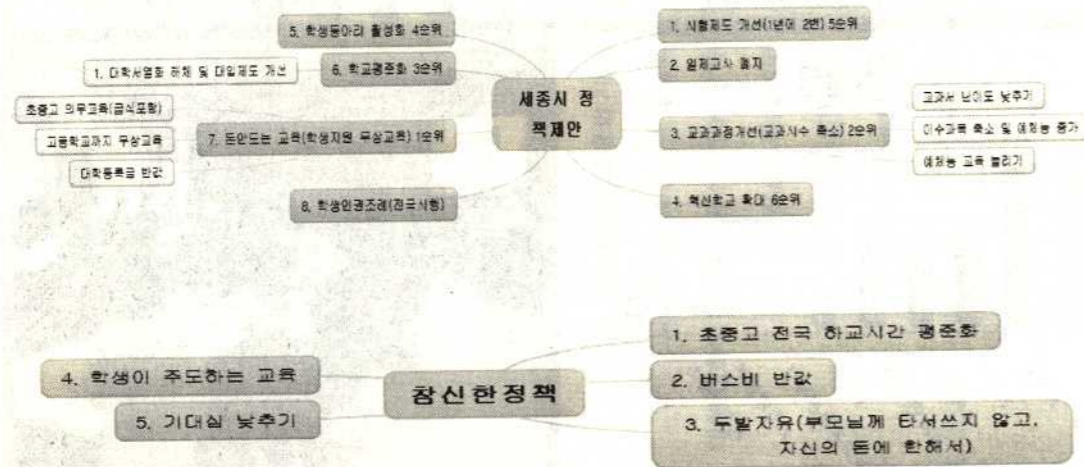 세종시 정
책제안
1. 시험제도 개선(1년에 2번) 5순위
2. 일제고사 폐지
3. 교과과정개선(교과시수 축소) 2순위
교과서 난이도 낮추기
이수과목 축소 및 예체능 증가
예체능 교육 늘리기
4. 혁신학교 확대 6순위
5. 학생동아리 활성화 4순위
6. 학교평준화 3순위
1. 대학서열화 해체 및 대입제도 개선
7. 돈안드는 교육(학생지원 무상교육) 1순위
초중고 의무교육(급식포함)
고등학교까지 무상교육
대학등록금 반값
8. 학생인권조례(전국시행)
참신한정책
1. 초중고 전국 하교시간 평준화
2. 버스비 반값
3. 두발자유(부모님께 타서쓰지 않고,
자신의 돈에 한해서)
4. 학생이 주도하는 교육
5. 기대심 낮추기